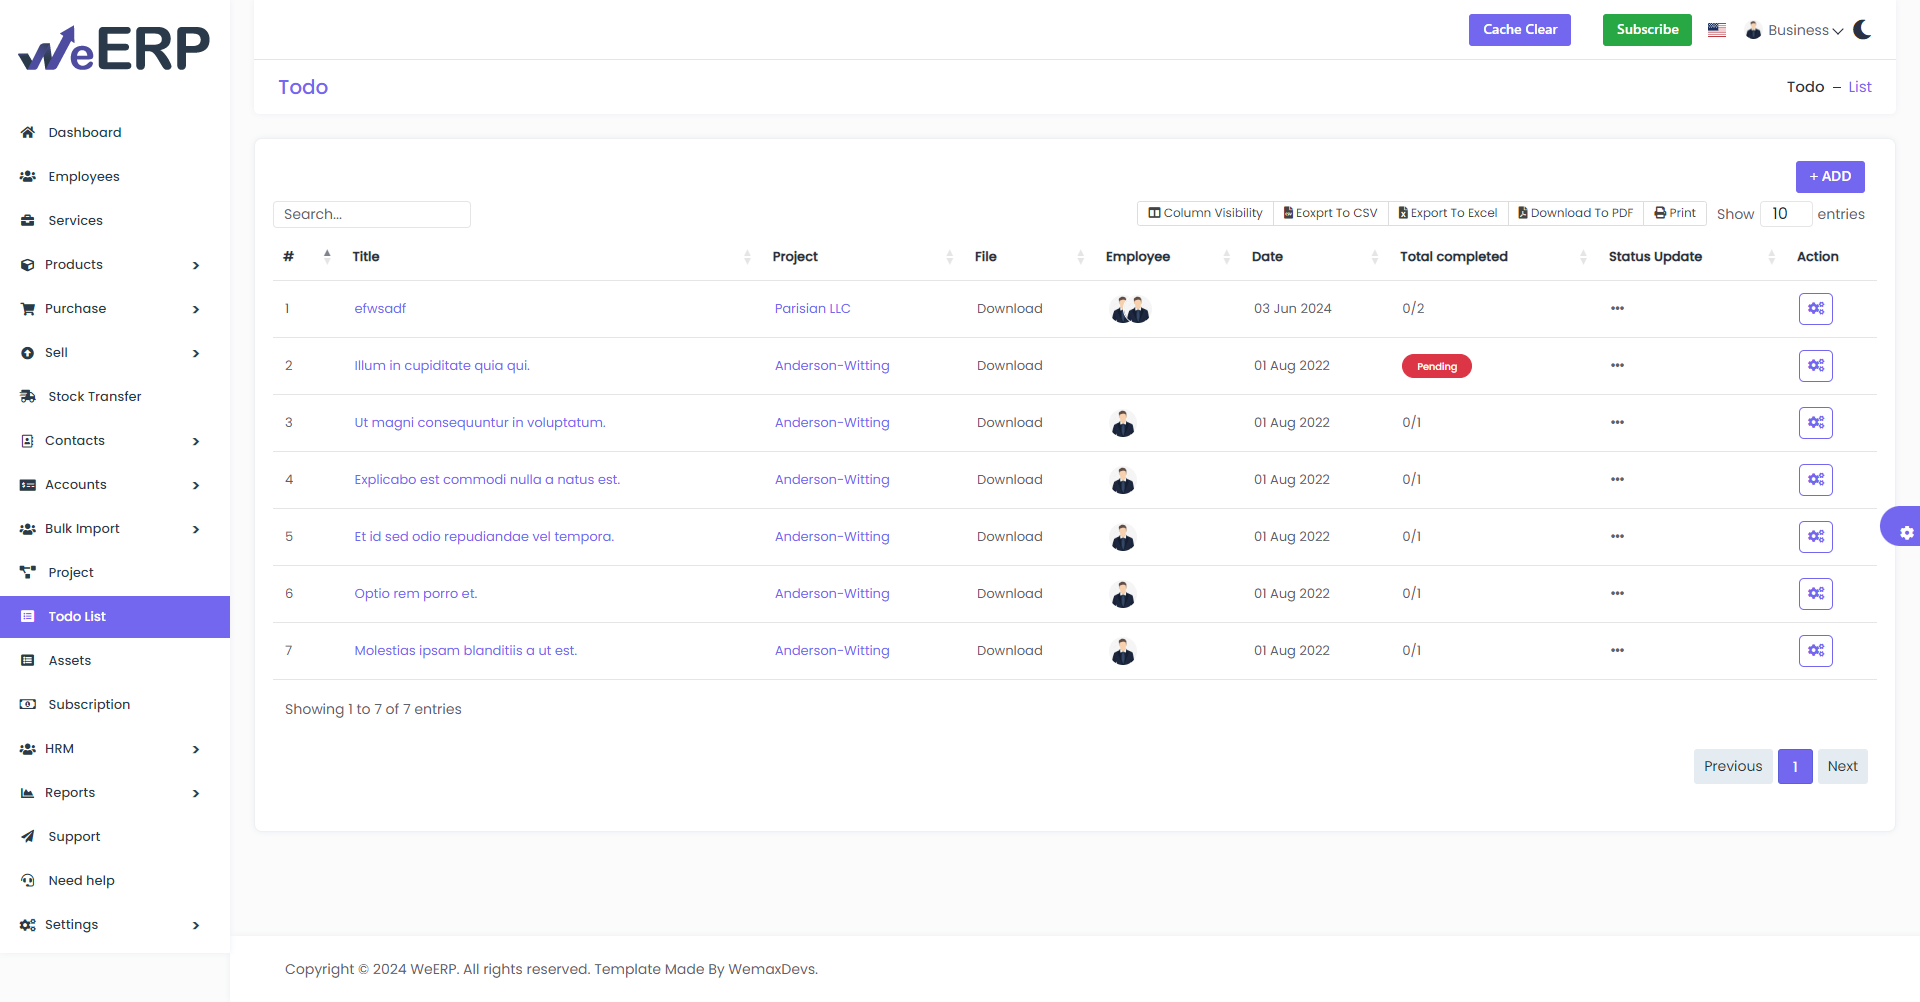 WeERP
Cache Clear
Subscribe
Business
Todo
Todo – List
Dashboard
Employees
Services
Products
Purchase
Sell
Stock Transfer
Contacts
Accounts
Bulk Import
Project
Todo List
Assets
Subscription
HRM
Reports
Support
Need help
Settings
+ ADD
Search...
Column Visibility Eoxprt To CSV Export To Excel Download To PDF Print Show 10 entries
# Title Project File Employee Date Total completed Status Update Action
1 efwsadf Parisian LLC Download 03 Jun 2024 0/2 •••
2 Illum in cupiditate quia qui. Anderson-Witting Download 01 Aug 2022 Pending •••
3 Ut magni consequuntur in voluptatum. Anderson-Witting Download 01 Aug 2022 0/1 •••
4 Explicabo est commodi nulla a natus est. Anderson-Witting Download 01 Aug 2022 0/1 •••
5 Et id sed odio repudiandae vel tempora. Anderson-Witting Download 01 Aug 2022 0/1 •••
6 Optio rem porro et. Anderson-Witting Download 01 Aug 2022 0/1 •••
7 Molestias ipsam blanditiis a ut est. Anderson-Witting Download 01 Aug 2022 0/1 •••
Showing 1 to 7 of 7 entries
Previous 1 Next
Copyright © 2024 WeERP. All rights reserved. Template Made By WemaxDevs.